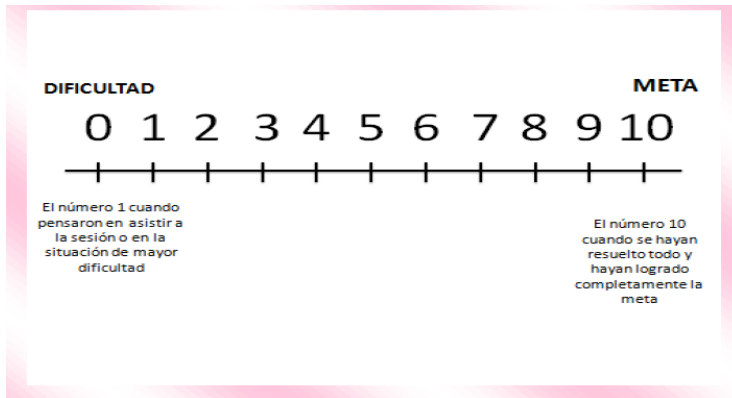 DIFICULTAD
META
0 1 2 3 4 5 6 7 8 9 10
El número 1 cuando
pensaron en asistir a
la sesión o en la
situación de mayor
dificultad
El número 10
cuando se hayan
resuelto todo y
hayan logrado
completamente la
meta